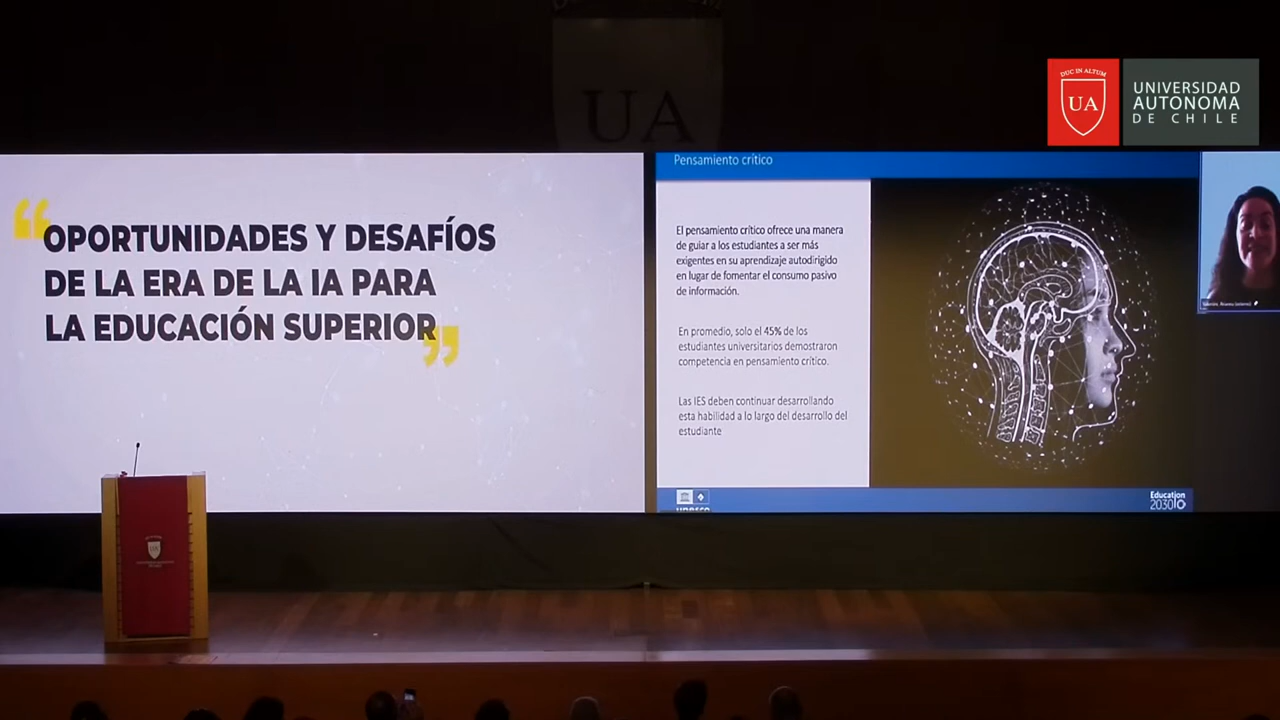 UA
DUC IN ALTUM
UA
UNIVERSIDAD
AUTONOMA
DE CHILE
“OPORTUNIDADES Y DESAFÍOS
DE LA ERA DE LA IA PARA
LA EDUCACIÓN SUPERIOR”
Pensamiento crítico
El pensamiento crítico ofrece una manera
de guiar a los estudiantes a ser más
exigentes en su aprendizaje autodirigido
en lugar de fomentar el consumo pasivo
de información.
En promedio, solo el 45% de los
estudiantes universitarios demostraron
competencia en pensamiento crítico.
Las IES deben continuar desarrollando
esta habilidad a lo largo del desarrollo del
estudiante
unesco
Education
2030
UA